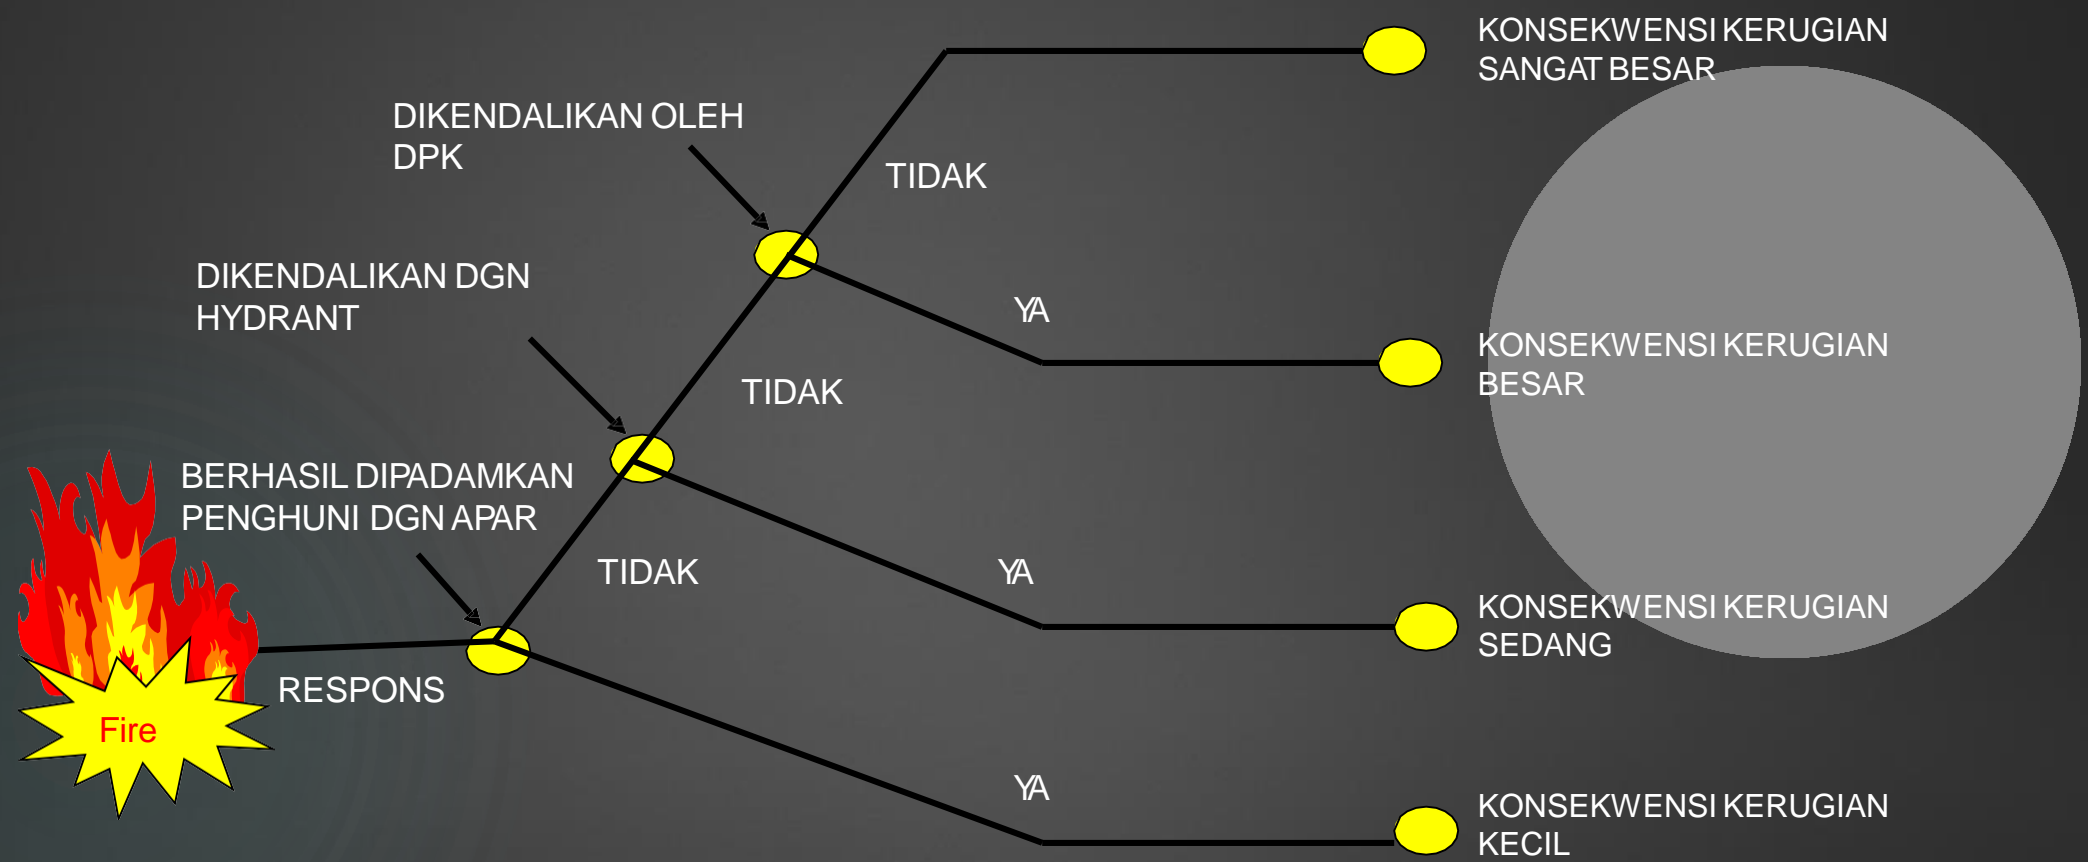 KONSEKWENSI KERUGIAN
SANGAT BESAR
DIKENDALIKAN OLEH
DPK
TIDAK
DIKENDALIKAN DGN
HYDRANT
YA
KONSEKWENSI KERUGIAN
BESAR
TIDAK
BERHASIL DIPADAMKAN
PENGHUNI DGN APAR
TIDAK
YA
KONSEKWENSI KERUGIAN
SEDANG
RESPONS
Fire
YA
KONSEKWENSI KERUGIAN
KECIL